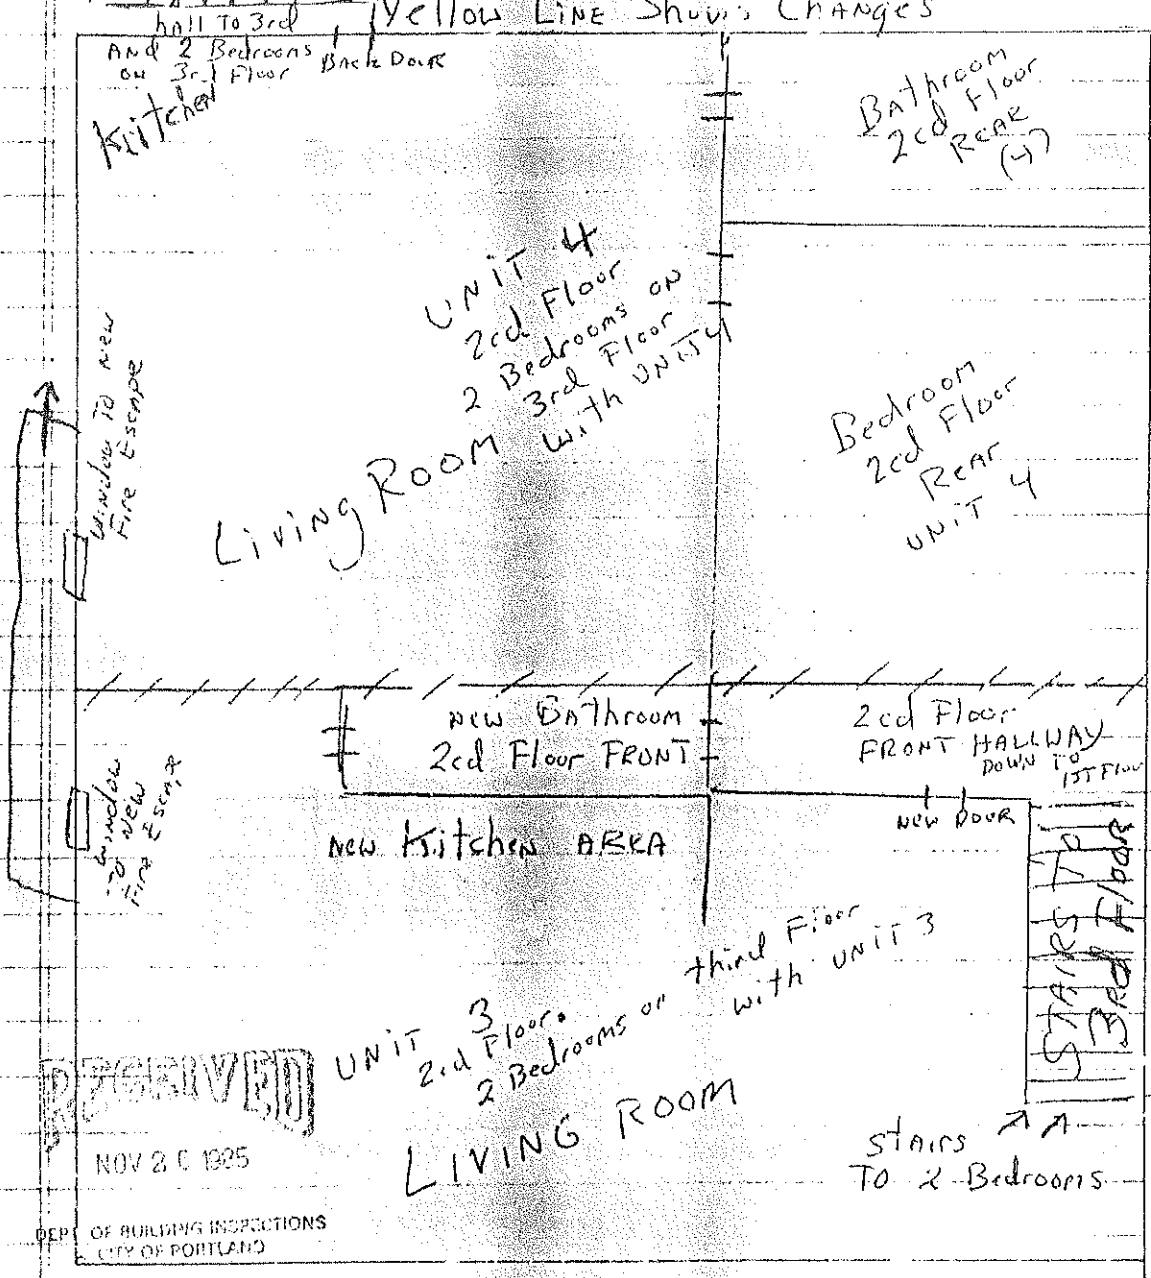 Yellow Line Shows Changes
hall To 3rd
AND 2 Bedrooms
ON 3rd Floor
Back Door
Kitchen
Bathroom
2cd Floor
REAR
(4)
UNIT 4
2cd Floor
2 Bedrooms ON
3rd Floor
with UNIT 4
Living ROOM
Window To New
Fire Escape
Bedroom
2cd Floor
Rear
UNIT 4
New Bathroom
2cd Floor FRONT
2cd Floor
FRONT HALLWAY
DOWN TO
1ST Floor
Window
To New
Fire Escape
New Kitchen AREA
New Door
STAIRS TO
3rd Floor
UNIT 3
2cd Floor.
2 Bedrooms on third Floor
with UNIT 3
LIVING ROOM
RECEIVED
NOV 26 1985
DEPT OF BUILDING INSPECTIONS
CITY OF PORTLAND
Stairs
To 2 Bedrooms